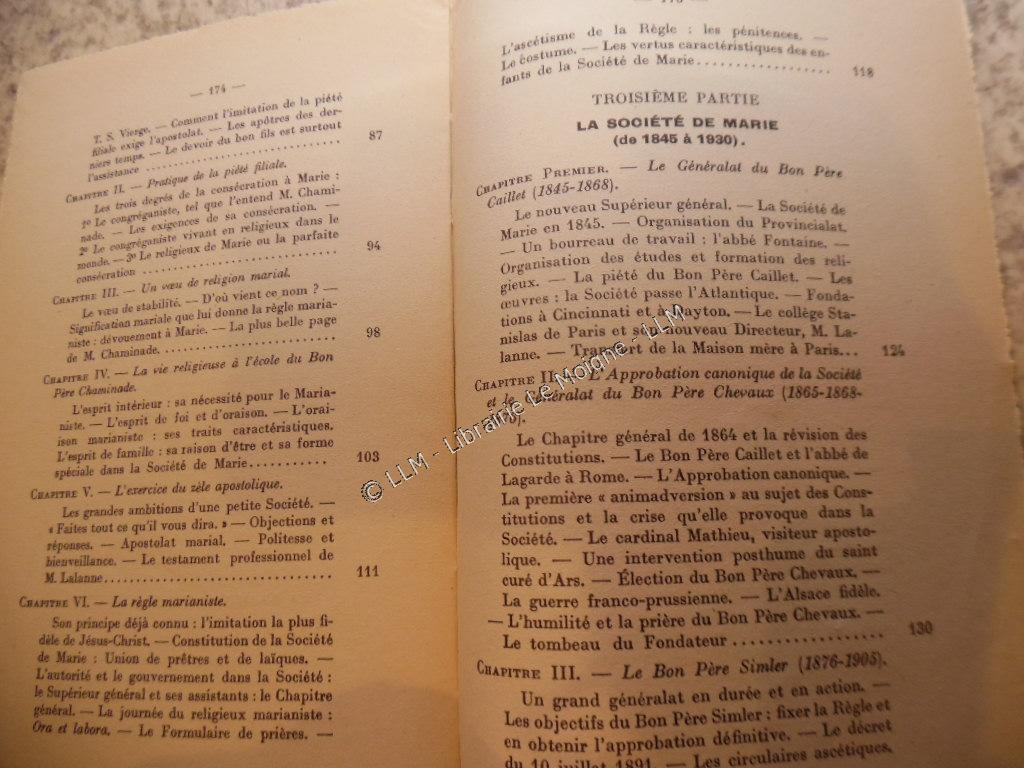 — 174 —
T. S. Vierge. — Comment l'imitation de la piété
filiale exige l'apostolat. — Les apôtres des der-
niers temps. — Le devoir du bon fils est surtout
l'assistance ........................ 87
CHAPITRE II. — Pratique de la piété filiale.
Les trois degrés de la consécration à Marie :
1º Le congréganiste, tel que l'entend M. Chami-
nade. — Les exigences de sa consécration. —
2º Le congréganiste vivant en religieux dans le
monde. — 3º Le religieux de Marie ou la parfaite
consécration ........................ 94
CHAPITRE III. — Un vœu de religion marial.
Le vœu de stabilité. — D'où vient ce nom ? —
Signification mariale que lui donne la règle maria-
niste : dévouement à Marie. — La plus belle page
de M. Chaminade. ........................ 98
CHAPITRE IV. — La vie religieuse à l'école du Bon
Père Chaminade.
L'esprit intérieur : sa nécessité pour le Maria-
niste. — L'esprit de foi et d'oraison. — L'orai-
son marianiste : ses traits caractéristiques.
L'esprit de famille : sa raison d'être et sa forme
spéciale dans la Société de Marie........... 103
CHAPITRE V. — L'exercice du zèle apostolique.
Les grandes ambitions d'une petite Société. —
« Faites tout ce qu'il vous dira. » — Objections et
réponses. — Apostolat marial. — Politesse et
bienveillance. — Le testament professionnel de
M. Lalanne............................... 111
CHAPITRE VI. — La règle marianiste.
Son principe déjà connu : l'imitation la plus fi-
dèle de Jésus-Christ. — Constitution de la Société
de Marie : Union de prêtres et de laïques. —
L'autorité et le gouvernement dans la Société :
le Supérieur général et ses assistants : le Chapitre
général. — La journée du religieux marianiste :
Ora et labora. — Le Formulaire de prières. —
L'ascétisme de la Règle : les pénitences. —
Le costume. — Les vertus caractéristiques des en-
fants de la Société de Marie.................. 118
TROISIÈME PARTIE
LA SOCIÉTÉ DE MARIE
(de 1845 à 1930).
CHAPITRE PREMIER. — Le Généralat du Bon Père
Caillet (1845-1868).
Le nouveau Supérieur général. — La Société de
Marie en 1845. — Organisation du Provincialat.
— Un bourreau de travail : l'abbé Fontaine. —
Organisation des études et formation des reli-
gieux. — La piété du Bon Père Caillet. — Les
œuvres : la Société passe l'Atlantique. — Fonda-
tions à Cincinnati et à Dayton. — Le collège Sta-
nislas de Paris et son nouveau Directeur, M. La-
lanne. — Transfert de la Maison mère à Paris... 124
CHAPITRE II. — L'Approbation canonique de la Société
et le Généralat du Bon Père Chevaux (1865-1868-
Le Chapitre général de 1864 et la révision des
Constitutions. — Le Bon Père Caillet et l'abbé de
Lagarde à Rome. — L'Approbation canonique. —
La première « animadversion » au sujet des Cons-
titutions et la crise qu'elle provoque dans la
Société. — Le cardinal Mathieu, visiteur aposto-
lique. — Une intervention posthume du saint
curé d'Ars. — Élection du Bon Père Chevaux. —
La guerre franco-prussienne. — L'Alsace fidèle.
— L'humilité et la prière du Bon Père Chevaux. —
Le tombeau du Fondateur ................ 130
CHAPITRE III. — Le Bon Père Simler (1876-1905).
Un grand généralat en durée et en action. —
Les objectifs du Bon Père Simler : fixer la Règle et
en obtenir l'approbation définitive. — Le décret
du 10 juillet 1891. — Les circulaires ascétiques.
© LLM - Librairie Le Moigne - LLM